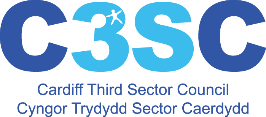 C3SC
Cardiff Third Sector Council
Cyngor Trydydd Sector Caerdydd